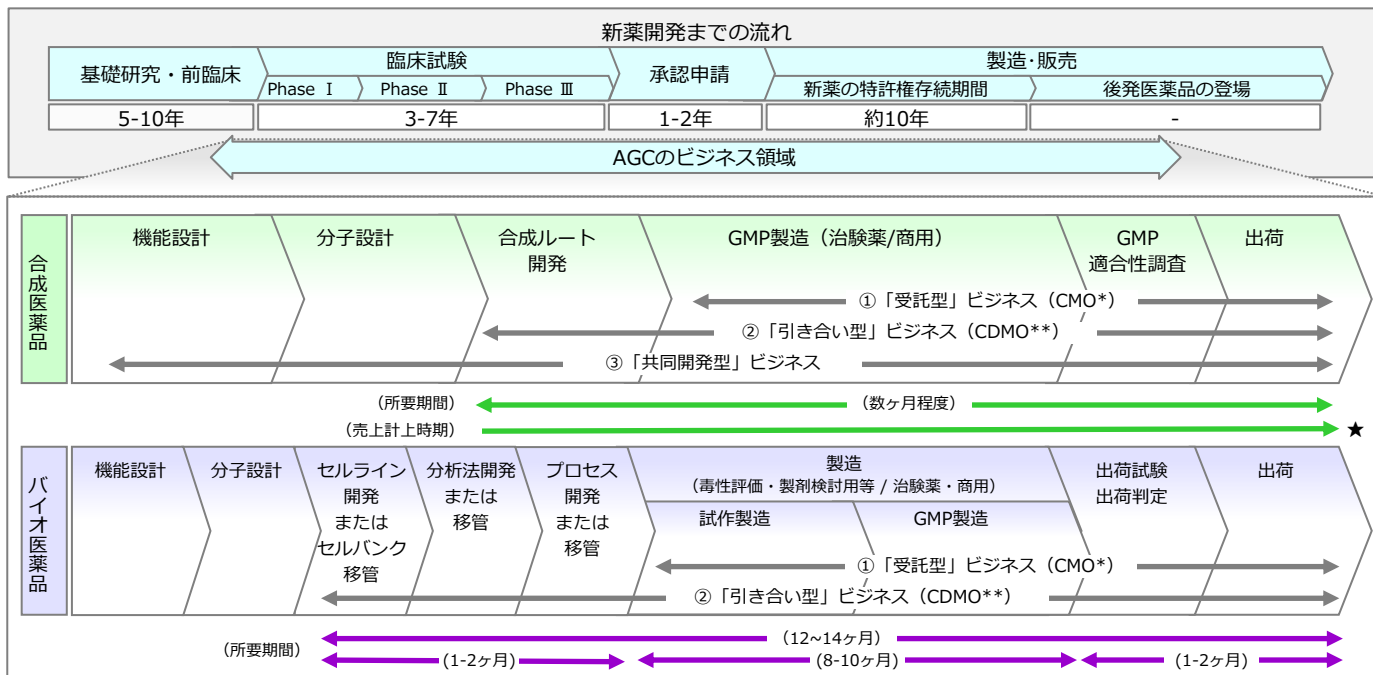 新薬開発までの流れ
基礎研究・前臨床
臨床試験
承認申請
製造・販売
Phase Ⅰ
Phase Ⅱ
Phase Ⅲ
新薬の特許権存続期間
後発医薬品の登場
5-10年
3-7年
1-2年
約10年
-
AGCのビジネス領域
合成医薬品
機能設計
分子設計
合成ルート
開発
GMP製造（治験薬/商用）
GMP
適合性調査
出荷
①「受託型」ビジネス（CMO*）
②「引き合い型」ビジネス（CDMO**）
③「共同開発型」ビジネス
（所要期間）
（数ヶ月程度）
（売上計上時期）
★
バイオ医薬品
機能設計
分子設計
セルライン
開発
または
セルバンク
移管
分析法開発
または
移管
プロセス
開発
または
移管
製造
（毒性評価・製剤検討用等 / 治験薬・商用）
試作製造
GMP製造
出荷試験
出荷判定
出荷
①「受託型」ビジネス（CMO*）
②「引き合い型」ビジネス（CDMO**）
（所要期間）
（12~14ヶ月）
(1-2ヶ月)
(8-10ヶ月)
(1-2ヶ月)